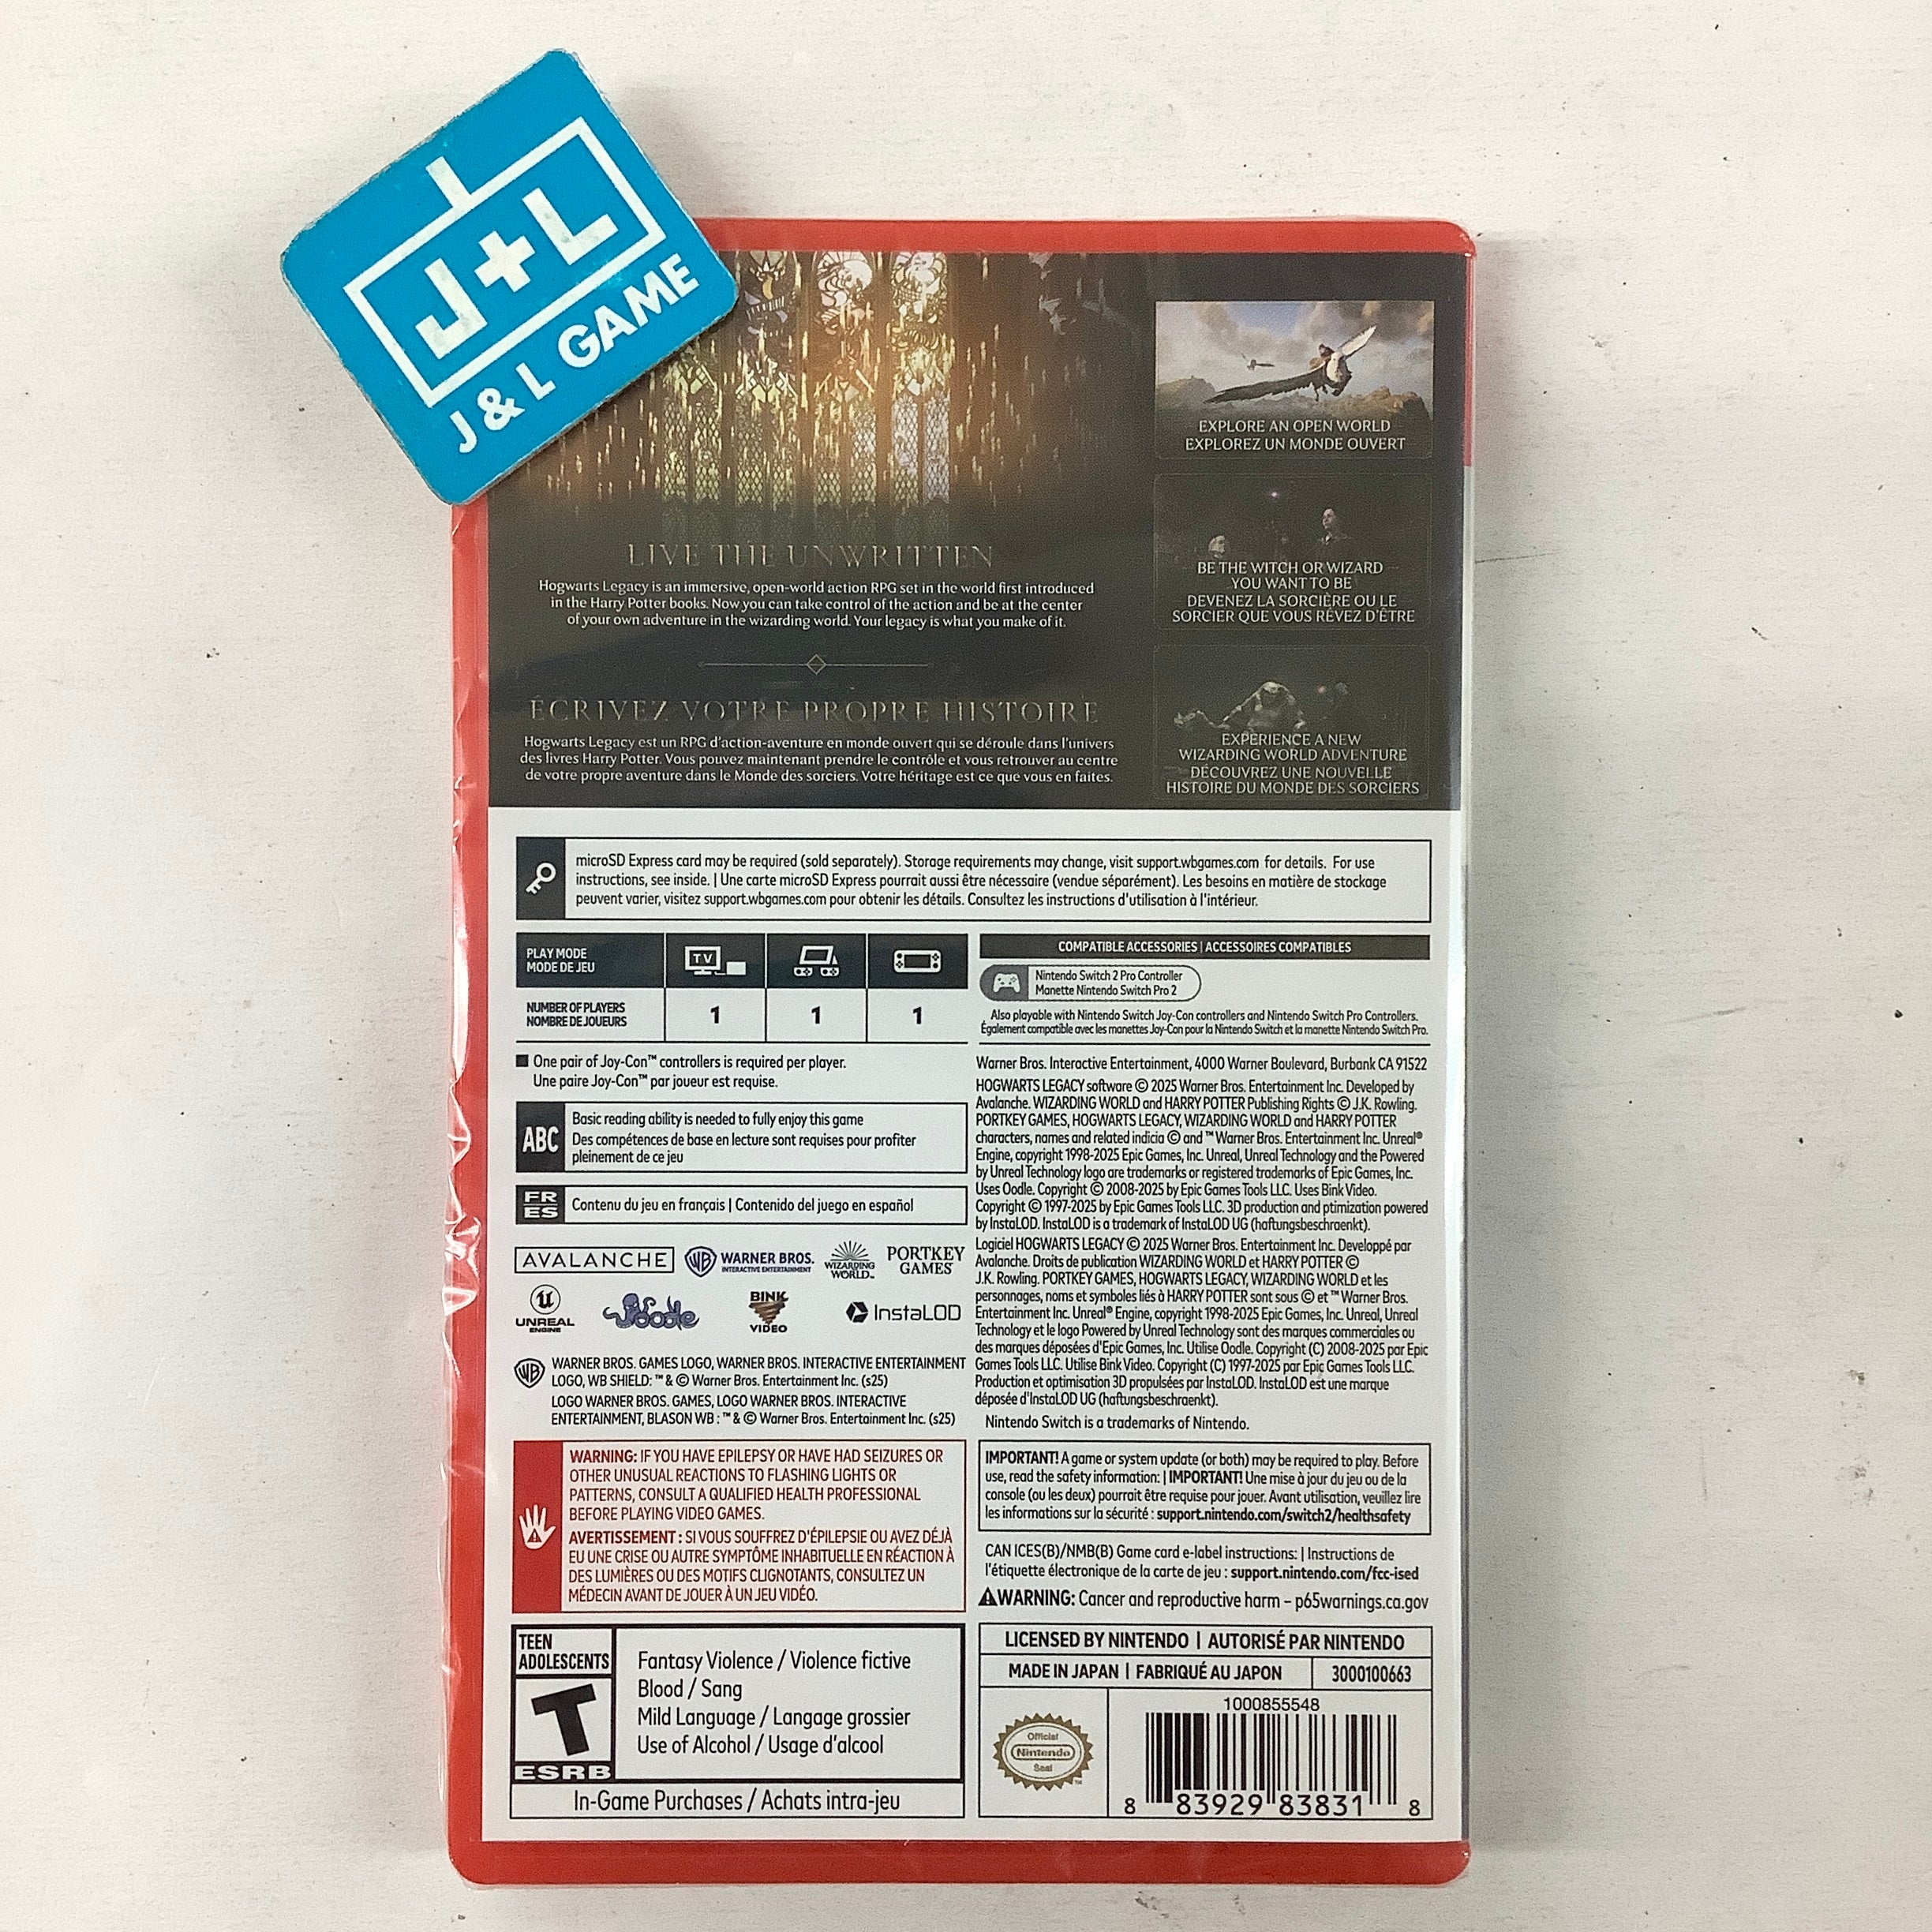 J+L
J & L GAME
EXPLORE AN OPEN WORLD
EXPLOREZ UN MONDE OUVERT
LIVE THE UNWRITTEN
Hogwarts Legacy is an immersive, open-world action RPG set in the world first introduced
in the Harry Potter books. Now you can take control of the action and be at the center
of your own adventure in the wizarding world. Your legacy is what you make of it.
BE THE WITCH OR WIZARD
YOU WANT TO BE
DEVENEZ LA SORCIÈRE OU LE
SORCIER QUE VOUS RÊVEZ D'ÊTRE
ÉCRIVEZ VOTRE PROPRE HISTOIRE
Hogwarts Legacy est un RPG d'action-aventure en monde ouvert qui se déroule dans l'univers
des livres Harry Potter. Vous pouvez maintenant prendre le contrôle et vous retrouver au centre
de votre propre aventure dans le Monde des sorciers. Votre héritage est ce que vous en faites.
EXPERIENCE A NEW
WIZARDING WORLD ADVENTURE
DÉCOUVREZ UNE NOUVELLE
HISTOIRE DU MONDE DES SORCIERS
microSD Express card may be required (sold separately). Storage requirements may change, visit support.wbgames.com for details. For use
instructions, see inside. | Une carte microSD Express pourrait aussi être nécessaire (vendue séparément). Les besoins en matière de stockage
peuvent varier, visitez support.wbgames.com pour obtenir les détails. Consultez les instructions d'utilisation à l'intérieur.
PLAY MODE
MODE DE JEU
TV
NUMBER OF PLAYERS
NOMBRE DE JOUEURS
1 1 1
One pair of Joy-Con™ controllers is required per player.
Une paire Joy-Con™ par joueur est requise.
ABC
Basic reading ability is needed to fully enjoy this game
Des compétences de base en lecture sont requises pour profiter
pleinement de ce jeu
FR
ES
Contenu du jeu en français | Contenido del juego en español
AVALANCHE
WB WARNER BROS.
INTERACTIVE ENTERTAINMENT
WIZARDING
WORLD™
PORTKEY
GAMES
UNREAL
ENGINE
Oodle
BINK
VIDEO
InstaLOD
WB
WARNER BROS. GAMES LOGO, WARNER BROS. INTERACTIVE ENTERTAINMENT
LOGO, WB SHIELD: ™ & © Warner Bros. Entertainment Inc. (s25)
LOGO WARNER BROS. GAMES, LOGO WARNER BROS. INTERACTIVE
ENTERTAINMENT, BLASON WB : ™ & © Warner Bros. Entertainment Inc. (s25)
WARNING: IF YOU HAVE EPILEPSY OR HAVE HAD SEIZURES OR
OTHER UNUSUAL REACTIONS TO FLASHING LIGHTS OR
PATTERNS, CONSULT A QUALIFIED HEALTH PROFESSIONAL
BEFORE PLAYING VIDEO GAMES.
AVERTISSEMENT : SI VOUS SOUFFREZ D'ÉPILEPSIE OU AVEZ DÉJÀ
EU UNE CRISE OU AUTRE SYMPTÔME INHABITUELLE EN RÉACTION À
DES LUMIÈRES OU DES MOTIFS CLIGNOTANTS, CONSULTEZ UN
MÉDECIN AVANT DE JOUER À UN JEU VIDÉO.
TEEN
ADOLESCENTS
T
ESRB
Fantasy Violence / Violence fictive
Blood / Sang
Mild Language / Langage grossier
Use of Alcohol / Usage d'alcool
In-Game Purchases / Achats intra-jeu
COMPATIBLE ACCESSORIES | ACCESSOIRES COMPATIBLES
Nintendo Switch 2 Pro Controller
Manette Nintendo Switch Pro 2
Also playable with Nintendo Switch Joy-Con controllers and Nintendo Switch Pro Controllers.
Également compatible avec les manettes Joy-Con pour la Nintendo Switch et la manette Nintendo Switch Pro.
Warner Bros. Interactive Entertainment, 4000 Warner Boulevard, Burbank CA 91522
HOGWARTS LEGACY software © 2025 Warner Bros. Entertainment Inc. Developed by
Avalanche. WIZARDING WORLD and HARRY POTTER Publishing Rights © J.K. Rowling.
PORTKEY GAMES, HOGWARTS LEGACY, WIZARDING WORLD and HARRY POTTER
characters, names and related indicia © and ™ Warner Bros. Entertainment Inc. Unreal®
Engine, copyright 1998-2025 Epic Games, Inc. Unreal, Unreal Technology and the Powered
by Unreal Technology logo are trademarks or registered trademarks of Epic Games, Inc.
Uses Oodle. Copyright © 2008-2025 by Epic Games Tools LLC. Uses Bink Video.
Copyright © 1997-2025 by Epic Games Tools LLC. 3D production and ptimization powered
by InstaLOD. InstaLOD is a trademark of InstaLOD UG (haftungsbeschraenkt).
Logiciel HOGWARTS LEGACY © 2025 Warner Bros. Entertainment Inc. Developpé par
Avalanche. Droits de publication WIZARDING WORLD et HARRY POTTER ©
J.K. Rowling. PORTKEY GAMES, HOGWARTS LEGACY, WIZARDING WORLD et les
personnages, noms et symboles liés à HARRY POTTER sont sous © et ™ Warner Bros.
Entertainment Inc. Unreal® Engine, copyright 1998-2025 Epic Games, Inc. Unreal, Unreal
Technology et le logo Powered by Unreal Technology sont des marques commerciales ou
des marques déposées d'Epic Games, Inc. Utilise Oodle. Copyright (C) 2008-2025 par Epic
Games Tools LLC. Utilise Bink Video. Copyright (C) 1997-2025 par Epic Games Tools LLC.
Production et optimisation 3D propulsées par InstaLOD. InstaLOD est une marque
déposée d'InstaLOD UG (haftungsbeschraenkt).
Nintendo Switch is a trademarks of Nintendo.
IMPORTANT! A game or system update (or both) may be required to play. Before
use, read the safety information: | IMPORTANT! Une mise à jour du jeu ou de la
console (ou les deux) pourrait être requise pour jouer. Avant utilisation, veuillez lire
les informations sur la sécurité : support.nintendo.com/switch2/healthsafety
CAN ICES(B)/NMB(B) Game card e-label instructions: | Instructions de
l'étiquette électronique de la carte de jeu : support.nintendo.com/fcc-ised
WARNING: Cancer and reproductive harm – p65warnings.ca.gov
LICENSED BY NINTENDO | AUTORISÉ PAR NINTENDO
MADE IN JAPAN | FABRIQUÉ AU JAPON
3000100663
Official
Nintendo
Seal
1000855548
8 83929 83831 8